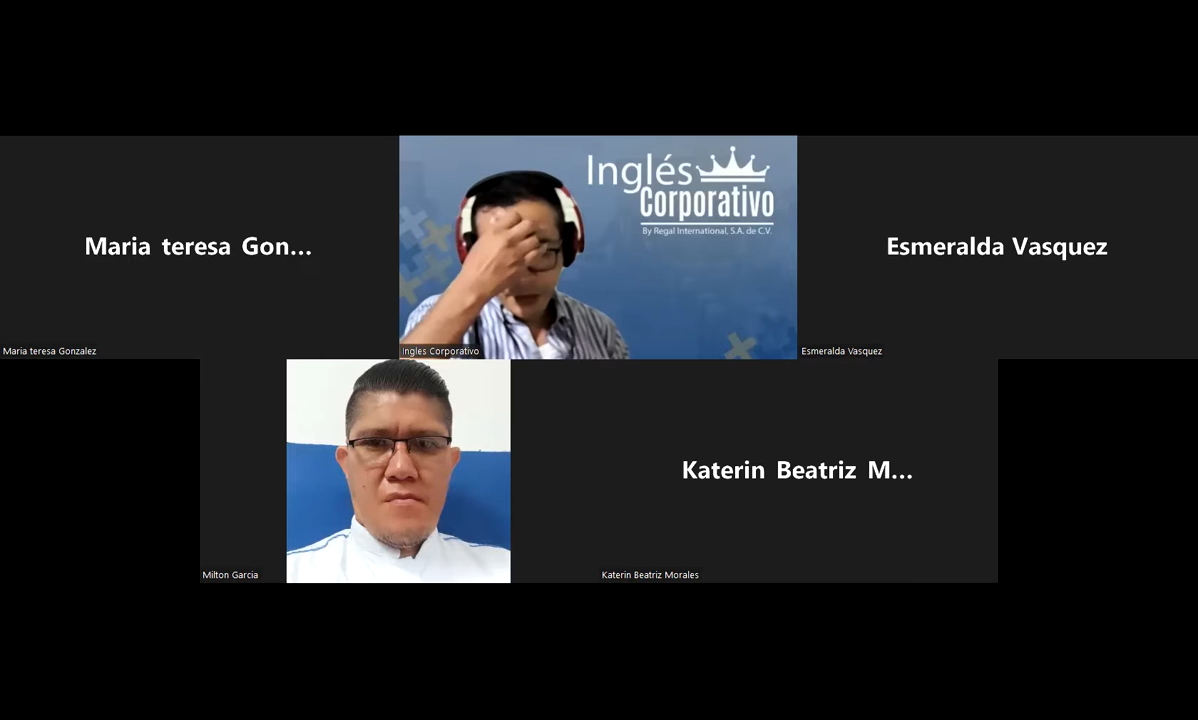 Maria teresa Gon...
Maria teresa Gonzalez
Inglés
Corporativo
By Regal International, S.A. de C.V.
Ingles Corporativo
Esmeralda Vasquez
Esmeralda Vasquez
Milton Garcia
Katerin Beatriz M...
Katerin Beatriz Morales